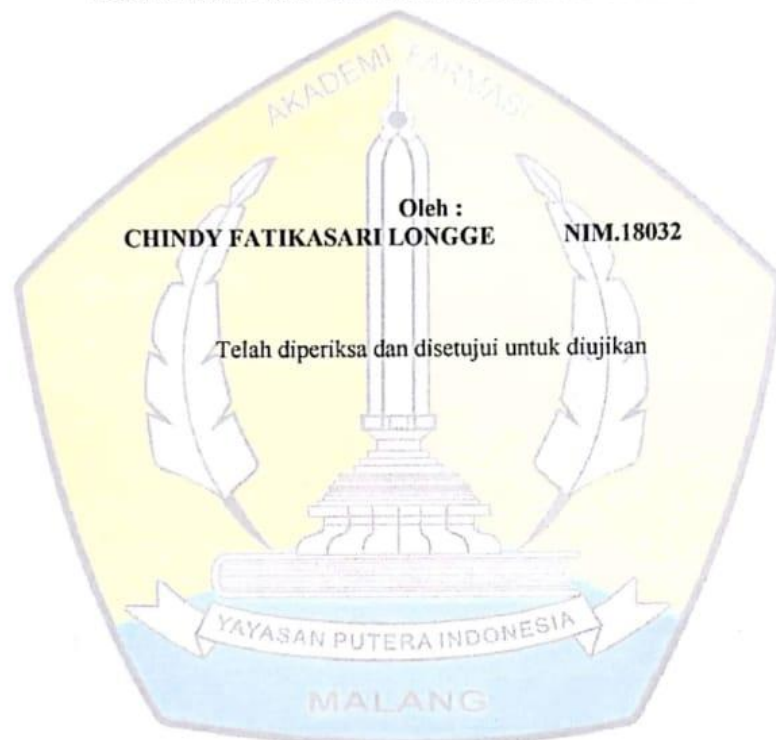 AKADEMI FARMASI
Oleh :
CHINDY FATIKASARI LONGGE NIM.18032
Telah diperiksa dan disetujui untuk diujikan
YAYASAN PUTERA INDONESIA
MALANG